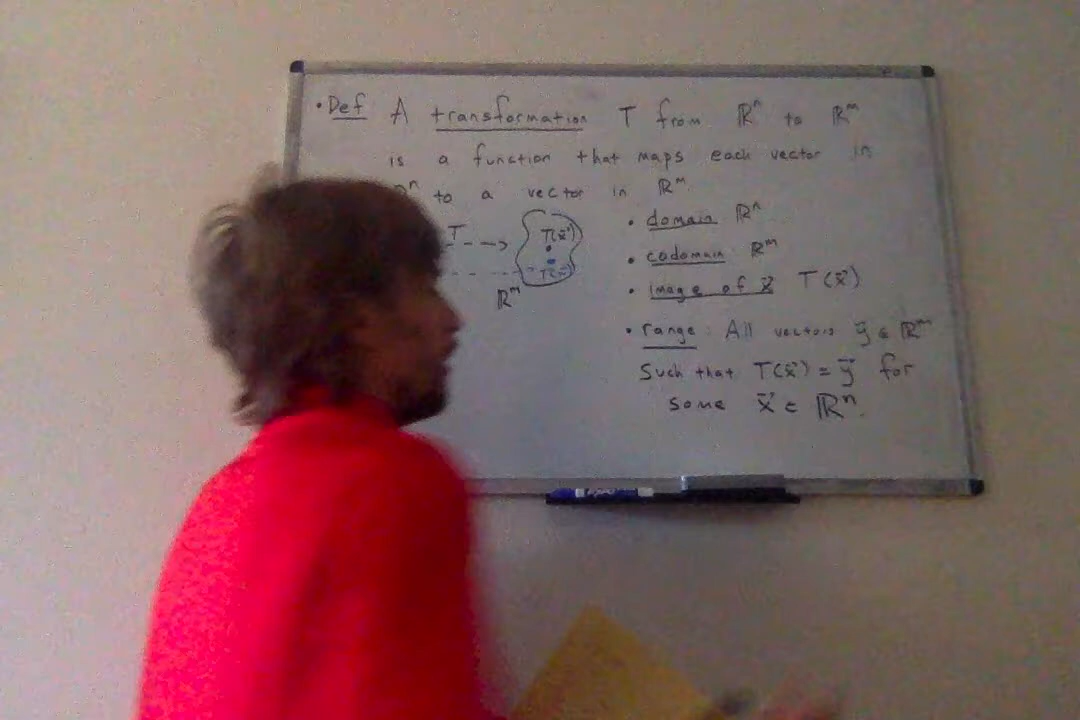 • Def A transformation T from ℝⁿ to ℝᵐ
is a function that maps each vector in
ℝⁿ to a vector in ℝᵐ
T
T(x⃗)
T(x⃗)
ℝᵐ
• domain ℝⁿ
• codomain ℝᵐ
• image of x⃗ T(x⃗)
• range: All vectors y⃗ ∈ ℝᵐ
Such that T(x⃗) = y⃗ for
some x⃗ ∈ ℝⁿ.